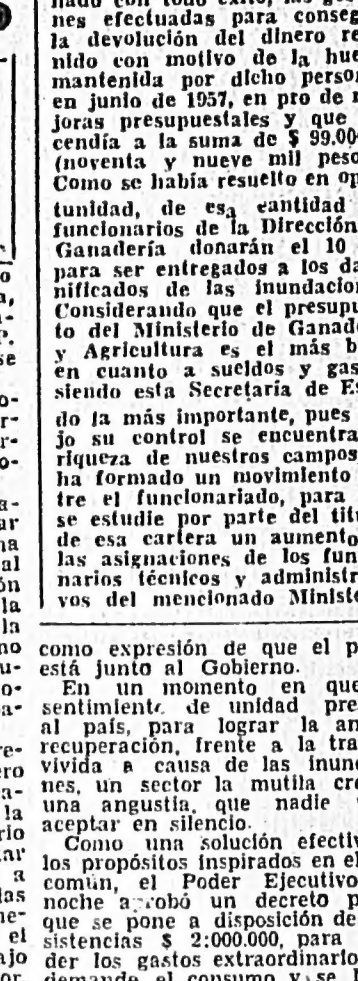 nes efectuadas para conseg
la devolución del dinero re
nido con motivo de la hue
mantenida por dicho person
en junio de 1957, en pro de
joras presupuestales y que
cendía a la suma de $ 99.00
(noventa y nueve mil peso
Como se había resuelto en op
tunidad, de esa cantidad
funcionarios de la Dirección
Ganadería donarán el 10
para ser entregados a los da
nificados de las inundacion
Considerando que el presupu
to del Ministerio de Ganade
y Agricultura es el más b
en cuanto a sueldos y gas
siendo esta Secretaría de Es
do la más importante, pues
jo su control se encuentra
riqueza de nuestros campos
ha formado un movimiento
tre el funcionariado, para
se estudie por parte del titu
de esa cartera un aumento
las asignaciones de los fun
narios técnicos y administr
vos del mencionado Ministe
como expresión de que el p
está junto al Gobierno.
En un momento en que
sentimiento de unidad pre
al país, para lograr la an
recuperación, frente a la tra
vivida a causa de las inun
nes, un sector la mutila cre
una angustia, que nadie
aceptar en silencio.
Como una solución efectiv
los propósitos inspirados en el
común, el Poder Ejecutivo
noche aprobó un decreto p
que se pone a disposición de
sistencias $ 2:000.000, para
der los gastos extraordinario
demande el consumo y se